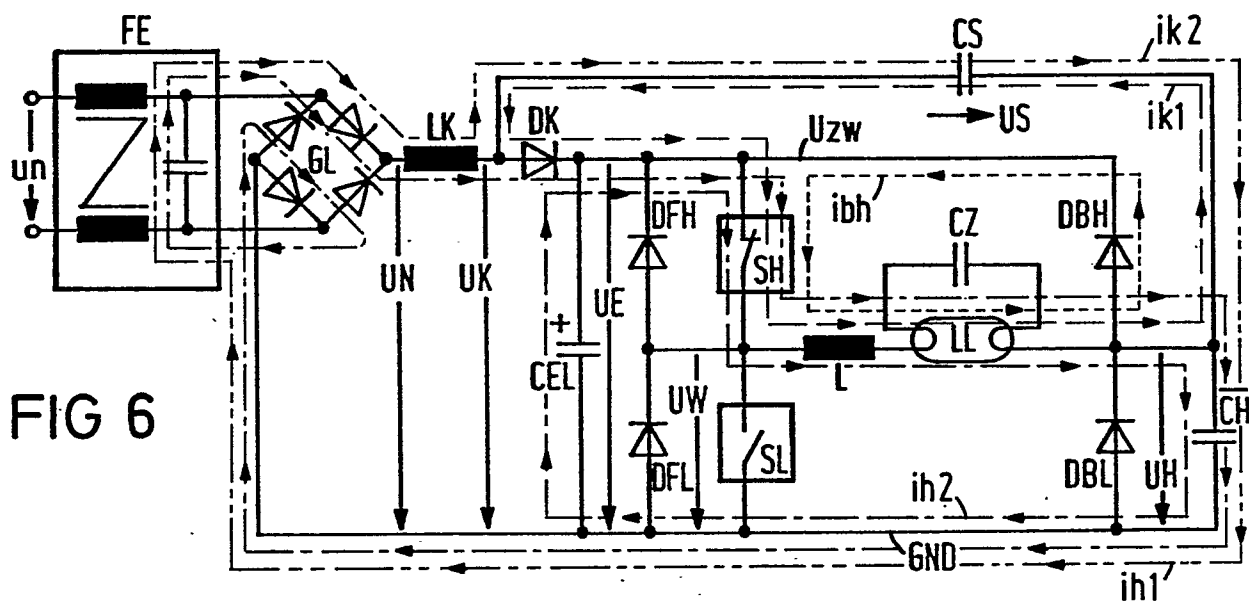 FE
CS
ik2
LK
DK
ik1
US
Uzw
GL
un
ibh
DFH
CZ
DBH
SH
UN
UK
UE
LL
+
CEL
UW
L
CH
FIG 6
SL
DFL
DBL
UH
ih2
GND
ih1